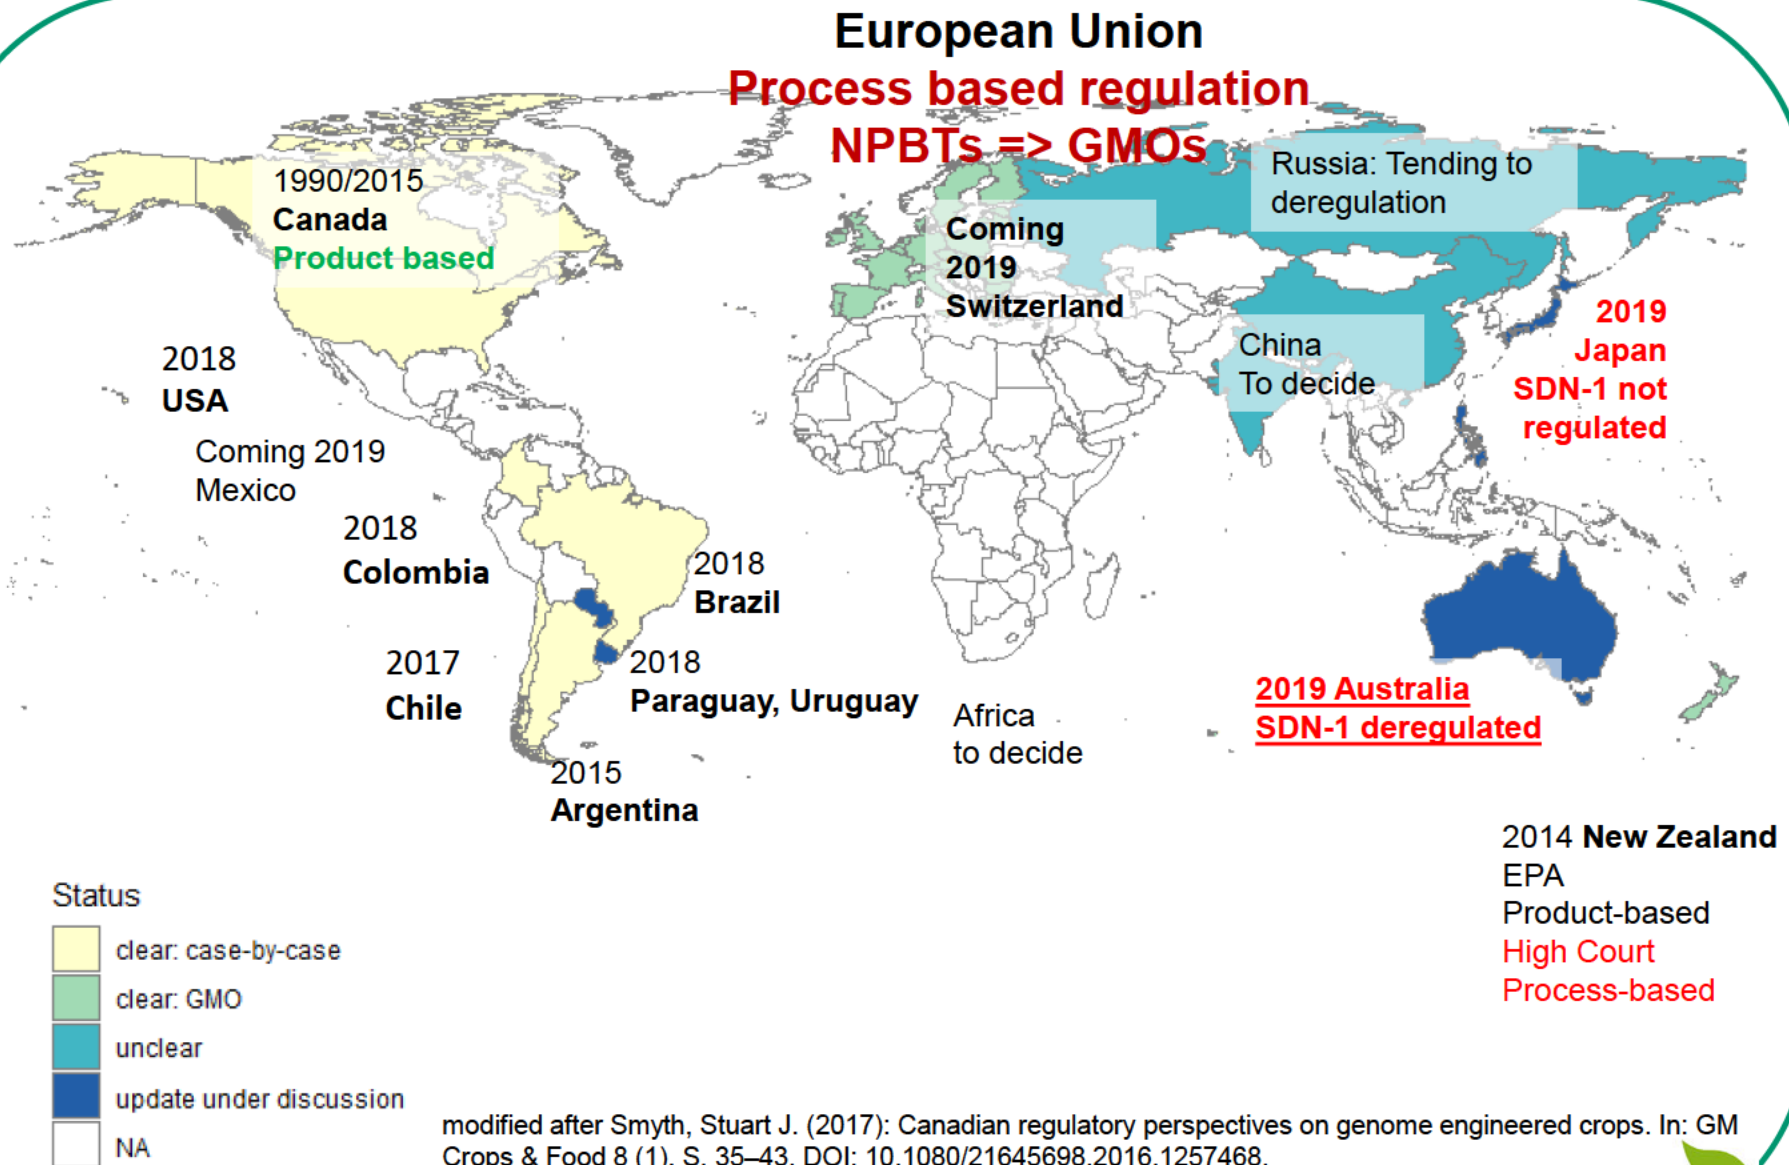 European Union
Process based regulation
NPBTs => GMOs
1990/2015
Canada
Product based
Russia: Tending to
deregulation
Coming
2019
Switzerland
China
To decide
2019
Japan
SDN-1 not
regulated
2018
USA
Coming 2019
Mexico
2018
Colombia
2018
Brazil
2017
Chile
2018
Paraguay, Uruguay
2015
Argentina
Africa
to decide
2019 Australia
SDN-1 deregulated
2014 New Zealand
EPA
Product-based
High Court
Process-based
Status
clear: case-by-case
clear: GMO
unclear
update under discussion
NA
modified after Smyth, Stuart J. (2017): Canadian regulatory perspectives on genome engineered crops. In: GM
Crops & Food 8 (1), S. 35–43. DOI: 10.1080/21645698.2016.1257468.